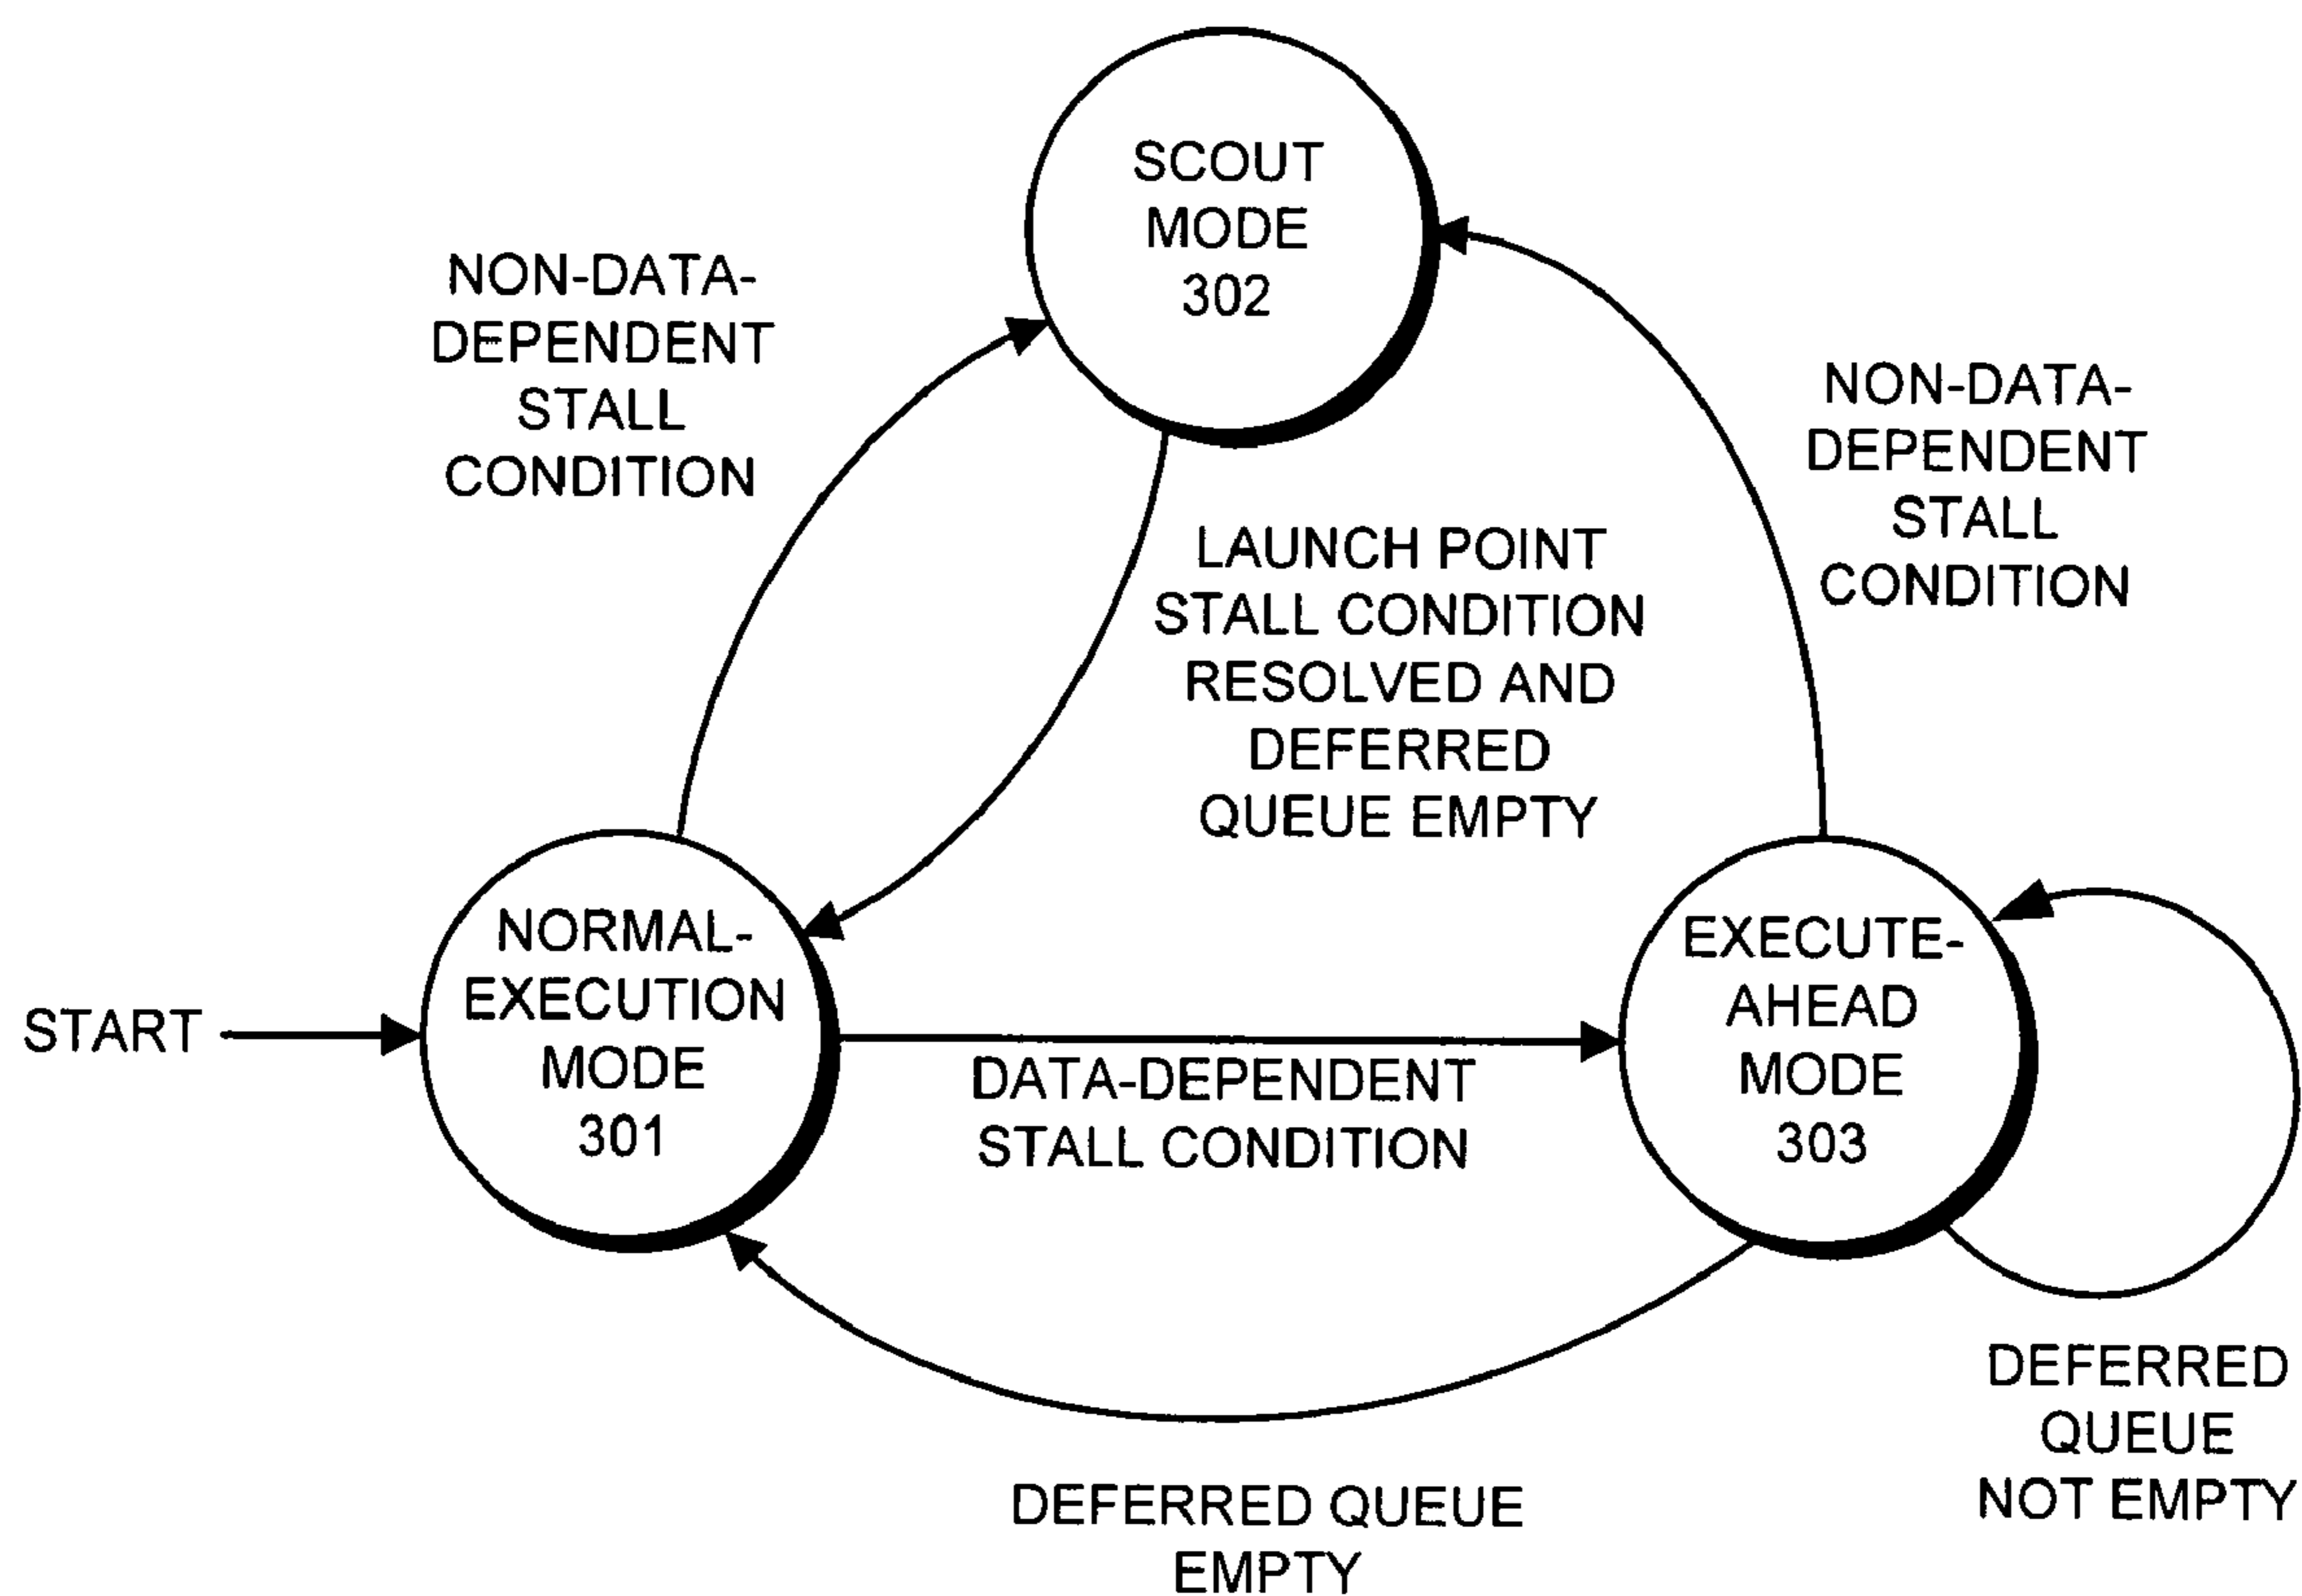 SCOUT
MODE
302
NON-DATA-
DEPENDENT
STALL
CONDITION
NON-DATA-
DEPENDENT
STALL
CONDITION
LAUNCH POINT
STALL CONDITION
RESOLVED AND
DEFERRED
QUEUE EMPTY
START
NORMAL-
EXECUTION
MODE
301
DATA-DEPENDENT
STALL CONDITION
EXECUTE-
AHEAD
MODE
303
DEFERRED
QUEUE
NOT EMPTY
DEFERRED QUEUE
EMPTY